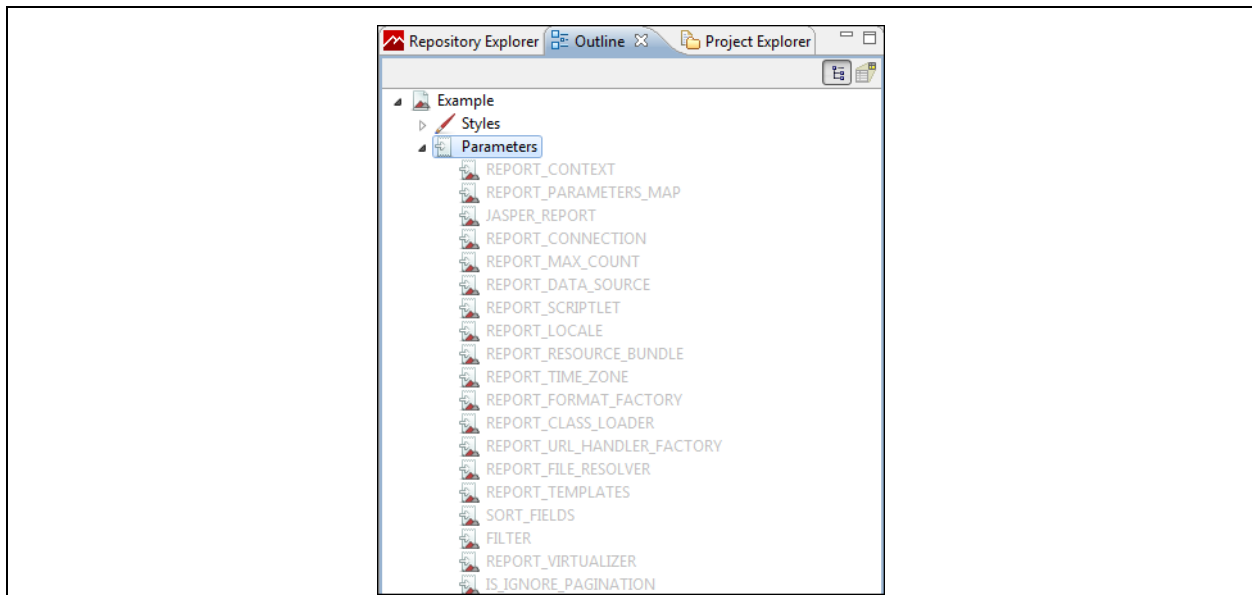 Repository Explorer Outline Project Explorer
Example
Styles
Parameters
REPORT_CONTEXT
REPORT_PARAMETERS_MAP
JASPER_REPORT
REPORT_CONNECTION
REPORT_MAX_COUNT
REPORT_DATA_SOURCE
REPORT_SCRIPTLET
REPORT_LOCALE
REPORT_RESOURCE_BUNDLE
REPORT_TIME_ZONE
REPORT_FORMAT_FACTORY
REPORT_CLASS_LOADER
REPORT_URL_HANDLER_FACTORY
REPORT_FILE_RESOLVER
REPORT_TEMPLATES
SORT_FIELDS
FILTER
REPORT_VIRTUALIZER
IS_IGNORE_PAGINATION